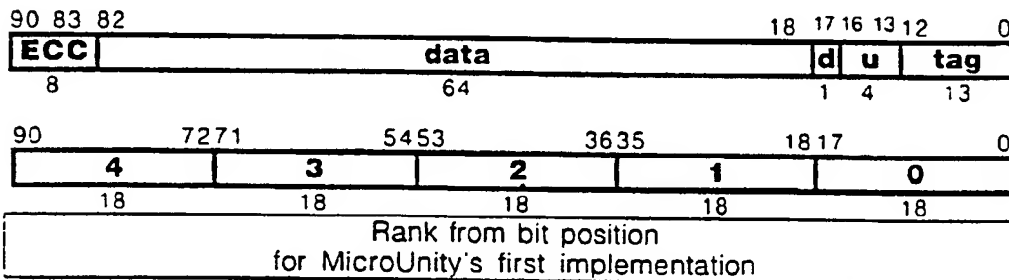 90 83 82 18 17 16 13 12 0
ECC data d u tag
8 64 1 4 13
90 72 71 54 53 36 35 18 17 0
4 3 2 1 0
18 18 18 18 18
Rank from bit position
for MicroUnity's first implementation